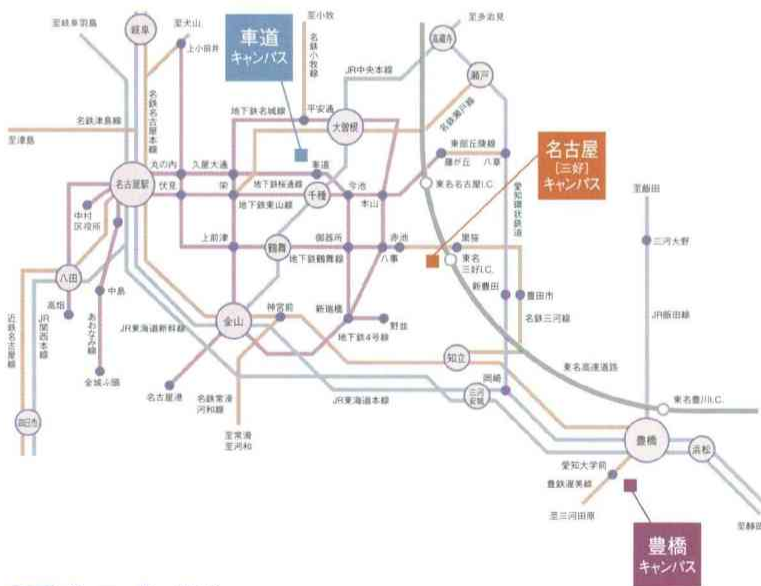 至小牧
至岐阜羽島
岐阜
至犬山
上小田井
車道
キャンパス
名鉄小牧線
至多治見
高蔵寺
JR中央本線
瀬戸
名鉄瀬戸線
名鉄津島線
至津島
名鉄名古屋本線
地下鉄名城線
平安通
大曽根
東部丘陵線
藤が丘
八草
名古屋
[三好]
キャンパス
名古屋駅
丸の内
久屋大通
車道
伏見
栄
地下鉄桜通線
千種
今池
地下鉄東山線
本山
東名名古屋I.C.
愛知環状鉄道
至飯田
中村
区役所
上前津
鶴舞
御器所
地下鉄鶴舞線
赤池
八事
黒笹
東名
三好I.C.
三河大野
八田
中島
高畑
あおなみ線
金山
神宮前
新瑞橋
野並
新豊田
豊田市
名鉄三河線
JR飯田線
近鉄名古屋線
JR関西本線
JR東海道新幹線
地下鉄4号線
知立
東名高速道路
金城ふ頭
名古屋港
名鉄常滑
河和線
JR東海道本線
岡崎
三河
安城
東名豊川I.C.
四日市
至常滑
至河和
豊橋
浜松
愛知大学前
豊鉄渥美線
至三河田原
至静岡
豊橋
キャンパス